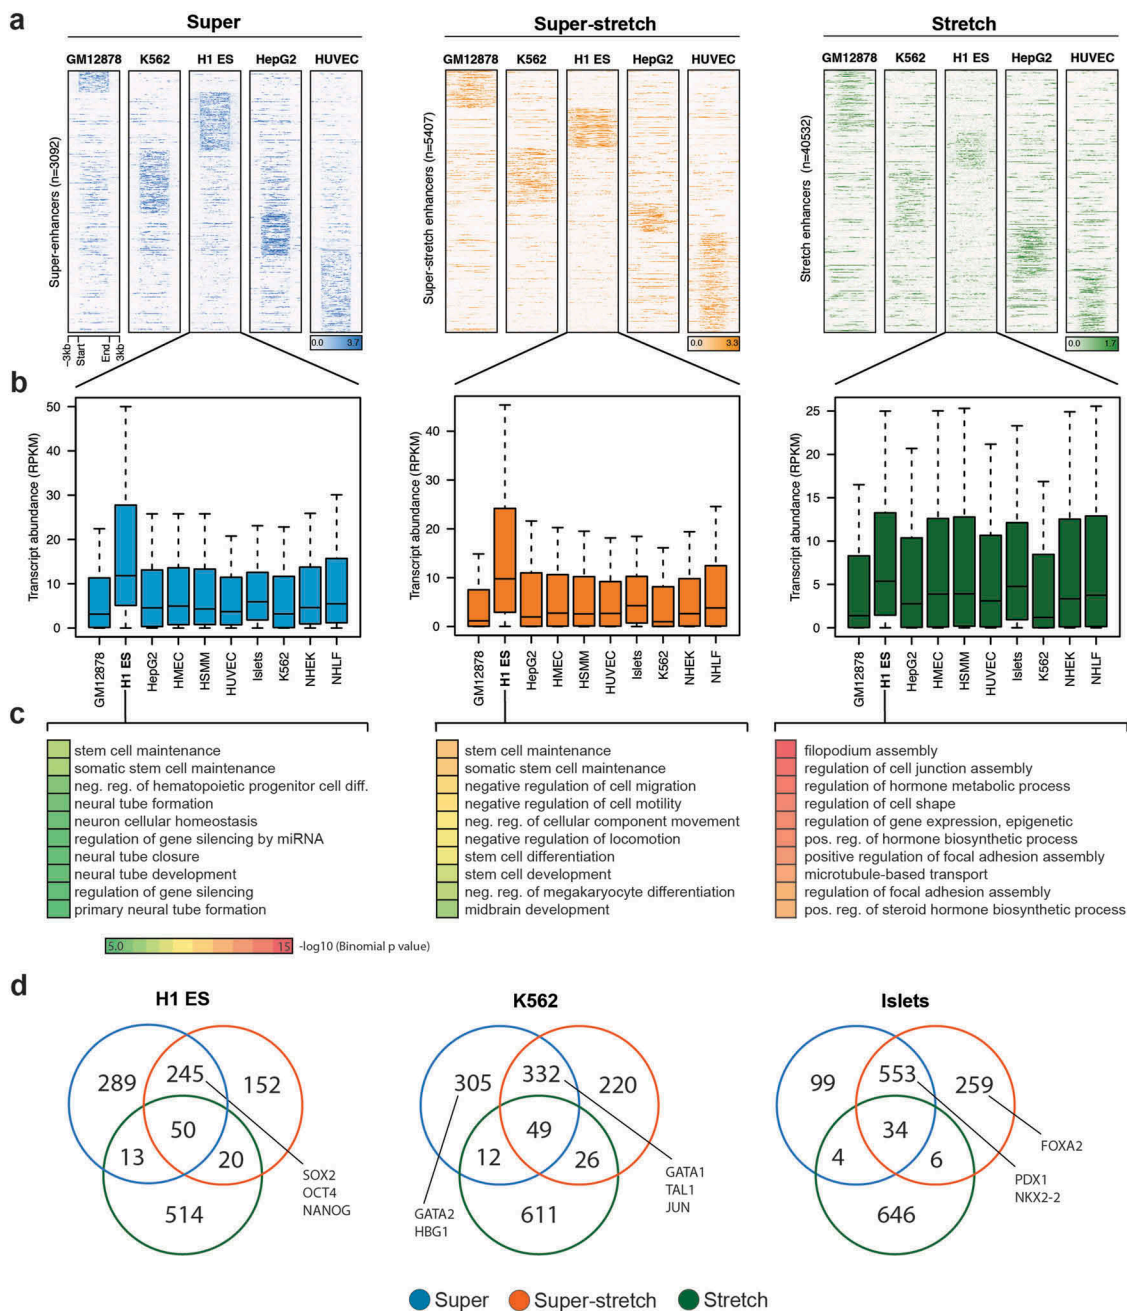 a
Super
Super-stretch
Stretch
GM12878 K562 H1 ES HepG2 HUVEC
GM12878 K562 H1 ES HepG2 HUVEC
GM12878 K562 H1 ES HepG2 HUVEC
Super-enhancers (n=3092)
Super-stretch enhancers (n=5407)
Stretch enhancers (n=40532)
−3kb
Start
End
3kb
0.0 3.7
0.0 3.3
0.0 1.7
b
Transcript abundance (RPKM)
50
40
30
20
10
0
GM12878
H1 ES
HepG2
HMEC
HSMM
HUVEC
Islets
K562
NHEK
NHLF
Transcript abundance (RPKM)
40
30
20
10
0
GM12878
H1 ES
HepG2
HMEC
HSMM
HUVEC
Islets
K562
NHEK
NHLF
Transcript abundance (RPKM)
25
20
15
10
5
0
GM12878
H1 ES
HepG2
HMEC
HSMM
HUVEC
Islets
K562
NHEK
NHLF
c
stem cell maintenance
somatic stem cell maintenance
neg. reg. of hematopoietic progenitor cell diff.
neural tube formation
neuron cellular homeostasis
regulation of gene silencing by miRNA
neural tube closure
neural tube development
regulation of gene silencing
primary neural tube formation
stem cell maintenance
somatic stem cell maintenance
negative regulation of cell migration
negative regulation of cell motility
neg. reg. of cellular component movement
negative regulation of locomotion
stem cell differentiation
stem cell development
neg. reg. of megakaryocyte differentiation
midbrain development
filopodium assembly
regulation of cell junction assembly
regulation of hormone metabolic process
regulation of cell shape
regulation of gene expression, epigenetic
pos. reg. of hormone biosynthetic process
positive regulation of focal adhesion assembly
microtubule-based transport
regulation of focal adhesion assembly
pos. reg. of steroid hormone biosynthetic process
5.0 15 -log10 (Binomial p value)
d
H1 ES
289
245
152
50
13
20
514
SOX2
OCT4
NANOG
K562
305
332
220
49
12
26
611
GATA2
HBG1
GATA1
TAL1
JUN
Islets
99
553
259
34
4
6
646
FOXA2
PDX1
NKX2-2
Super Super-stretch Stretch